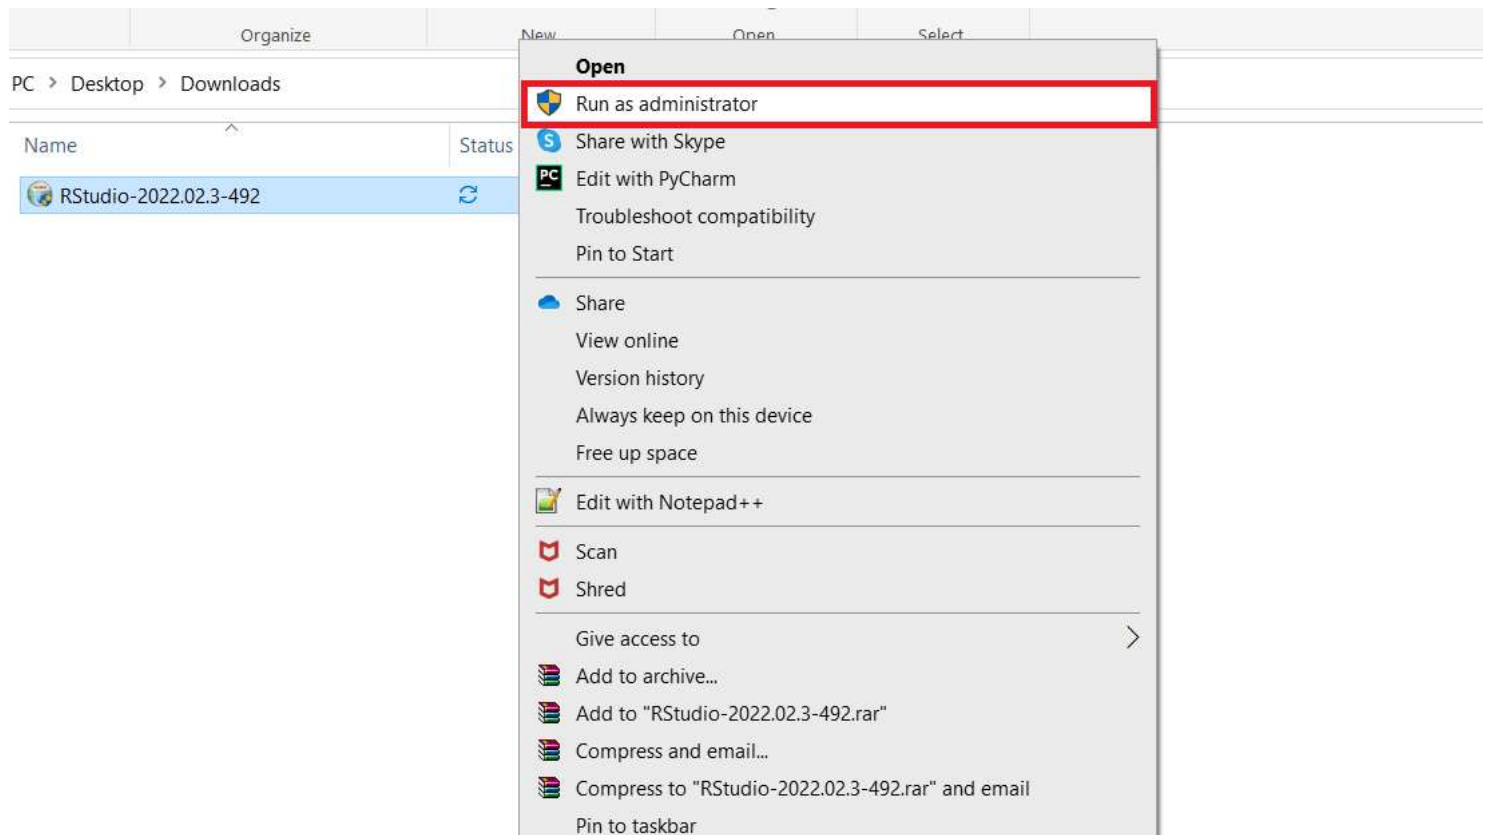 Organize New Open Select
PC > Desktop > Downloads
Name Status
RStudio-2022.02.3-492
Open
Run as administrator
S Share with Skype
PC Edit with PyCharm
Troubleshoot compatibility
Pin to Start
Share
View online
Version history
Always keep on this device
Free up space
Edit with Notepad++
Scan
Shred
Give access to
Add to archive...
Add to "RStudio-2022.02.3-492.rar"
Compress and email...
Compress to "RStudio-2022.02.3-492.rar" and email
Pin to taskbar